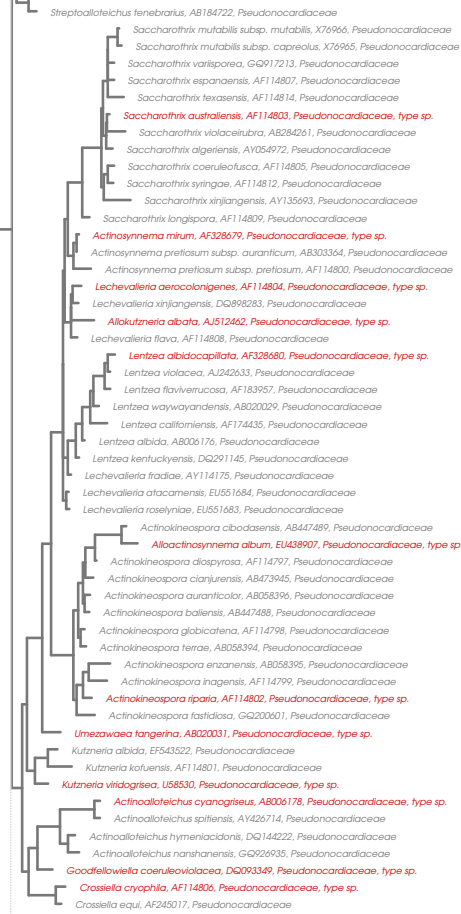 Streptoalloteichus tenebrarius, AB184722, Pseudonocardiaceae
Saccharothrix mutabilis subsp. mutabilis, X76966, Pseudonocardiaceae
Saccharothrix mutabilis subsp. capreolus, X76965, Pseudonocardiaceae
Saccharothrix variisporea, GQ917213, Pseudonocardiaceae
Saccharothrix espanaensis, AF114807, Pseudonocardiaceae
Saccharothrix texasensis, AF114814, Pseudonocardiaceae
Saccharothrix australiensis, AF114803, Pseudonocardiaceae, type sp.
Saccharothrix violaceirubra, AB284261, Pseudonocardiaceae
Saccharothrix algeriensis, AY054972, Pseudonocardiaceae
Saccharothrix coeruleofusca, AF114805, Pseudonocardiaceae
Saccharothrix syringae, AF114812, Pseudonocardiaceae
Saccharothrix xinjiangensis, AY135693, Pseudonocardiaceae
Saccharothrix longispora, AF114809, Pseudonocardiaceae
Actinosynnema mirum, AF328679, Pseudonocardiaceae, type sp.
Actinosynnema pretiosum subsp. auranticum, AB303364, Pseudonocardiaceae
Actinosynnema pretiosum subsp. pretiosum, AF114800, Pseudonocardiaceae
Lechevalieria aerocolonigenes, AF114804, Pseudonocardiaceae, type sp.
Lechevalieria xinjiangensis, DQ898283, Pseudonocardiaceae
Allokutzneria albata, AJ512462, Pseudonocardiaceae, type sp.
Lechevalieria flava, AF114808, Pseudonocardiaceae
Lentzea albidocapillata, AF328680, Pseudonocardiaceae, type sp.
Lentzea violacea, AJ242633, Pseudonocardiaceae
Lentzea flaviverrucosa, AF183957, Pseudonocardiaceae
Lentzea waywayandensis, AB020029, Pseudonocardiaceae
Lentzea californiensis, AF174435, Pseudonocardiaceae
Lentzea albida, AB006176, Pseudonocardiaceae
Lentzea kentuckyensis, DQ291145, Pseudonocardiaceae
Lechevalieria fradiae, AY114175, Pseudonocardiaceae
Lechevalieria atacamensis, EU551684, Pseudonocardiaceae
Lechevalieria roselyniae, EU551683, Pseudonocardiaceae
Actinokineospora cibodasensis, AB447489, Pseudonocardiaceae
Alloactinosynnema album, EU438907, Pseudonocardiaceae, type sp
Actinokineospora diospyrosa, AF114797, Pseudonocardiaceae
Actinokineospora cianjurensis, AB473945, Pseudonocardiaceae
Actinokineospora auranticolor, AB058396, Pseudonocardiaceae
Actinokineospora baliensis, AB447488, Pseudonocardiaceae
Actinokineospora globicatena, AF114798, Pseudonocardiaceae
Actinokineospora terrae, AB058394, Pseudonocardiaceae
Actinokineospora enzanensis, AB058395, Pseudonocardiaceae
Actinokineospora inagensis, AF114799, Pseudonocardiaceae
Actinokineospora riparia, AF114802, Pseudonocardiaceae, type sp.
Actinokineospora fastidiosa, GQ200601, Pseudonocardiaceae
Umezawaea tangerina, AB020031, Pseudonocardiaceae, type sp.
Kutzneria albida, EF543522, Pseudonocardiaceae
Kutzneria kofuensis, AF114801, Pseudonocardiaceae
Kutzneria viridogrisea, U58530, Pseudonocardiaceae, type sp.
Actinoalloteichus cyanogriseus, AB006178, Pseudonocardiaceae, type sp.
Actinoalloteichus spitiensis, AY426714, Pseudonocardiaceae
Actinoalloteichus hymeniacidonis, DQ144222, Pseudonocardiaceae
Actinoalloteichus nanshanensis, GQ926935, Pseudonocardiaceae
Goodfellowiella coeruleoviolacea, DQ093349, Pseudonocardiaceae, type sp.
Crossiella cryophila, AF114806, Pseudonocardiaceae, type sp.
Crossiella equi, AF245017, Pseudonocardiaceae